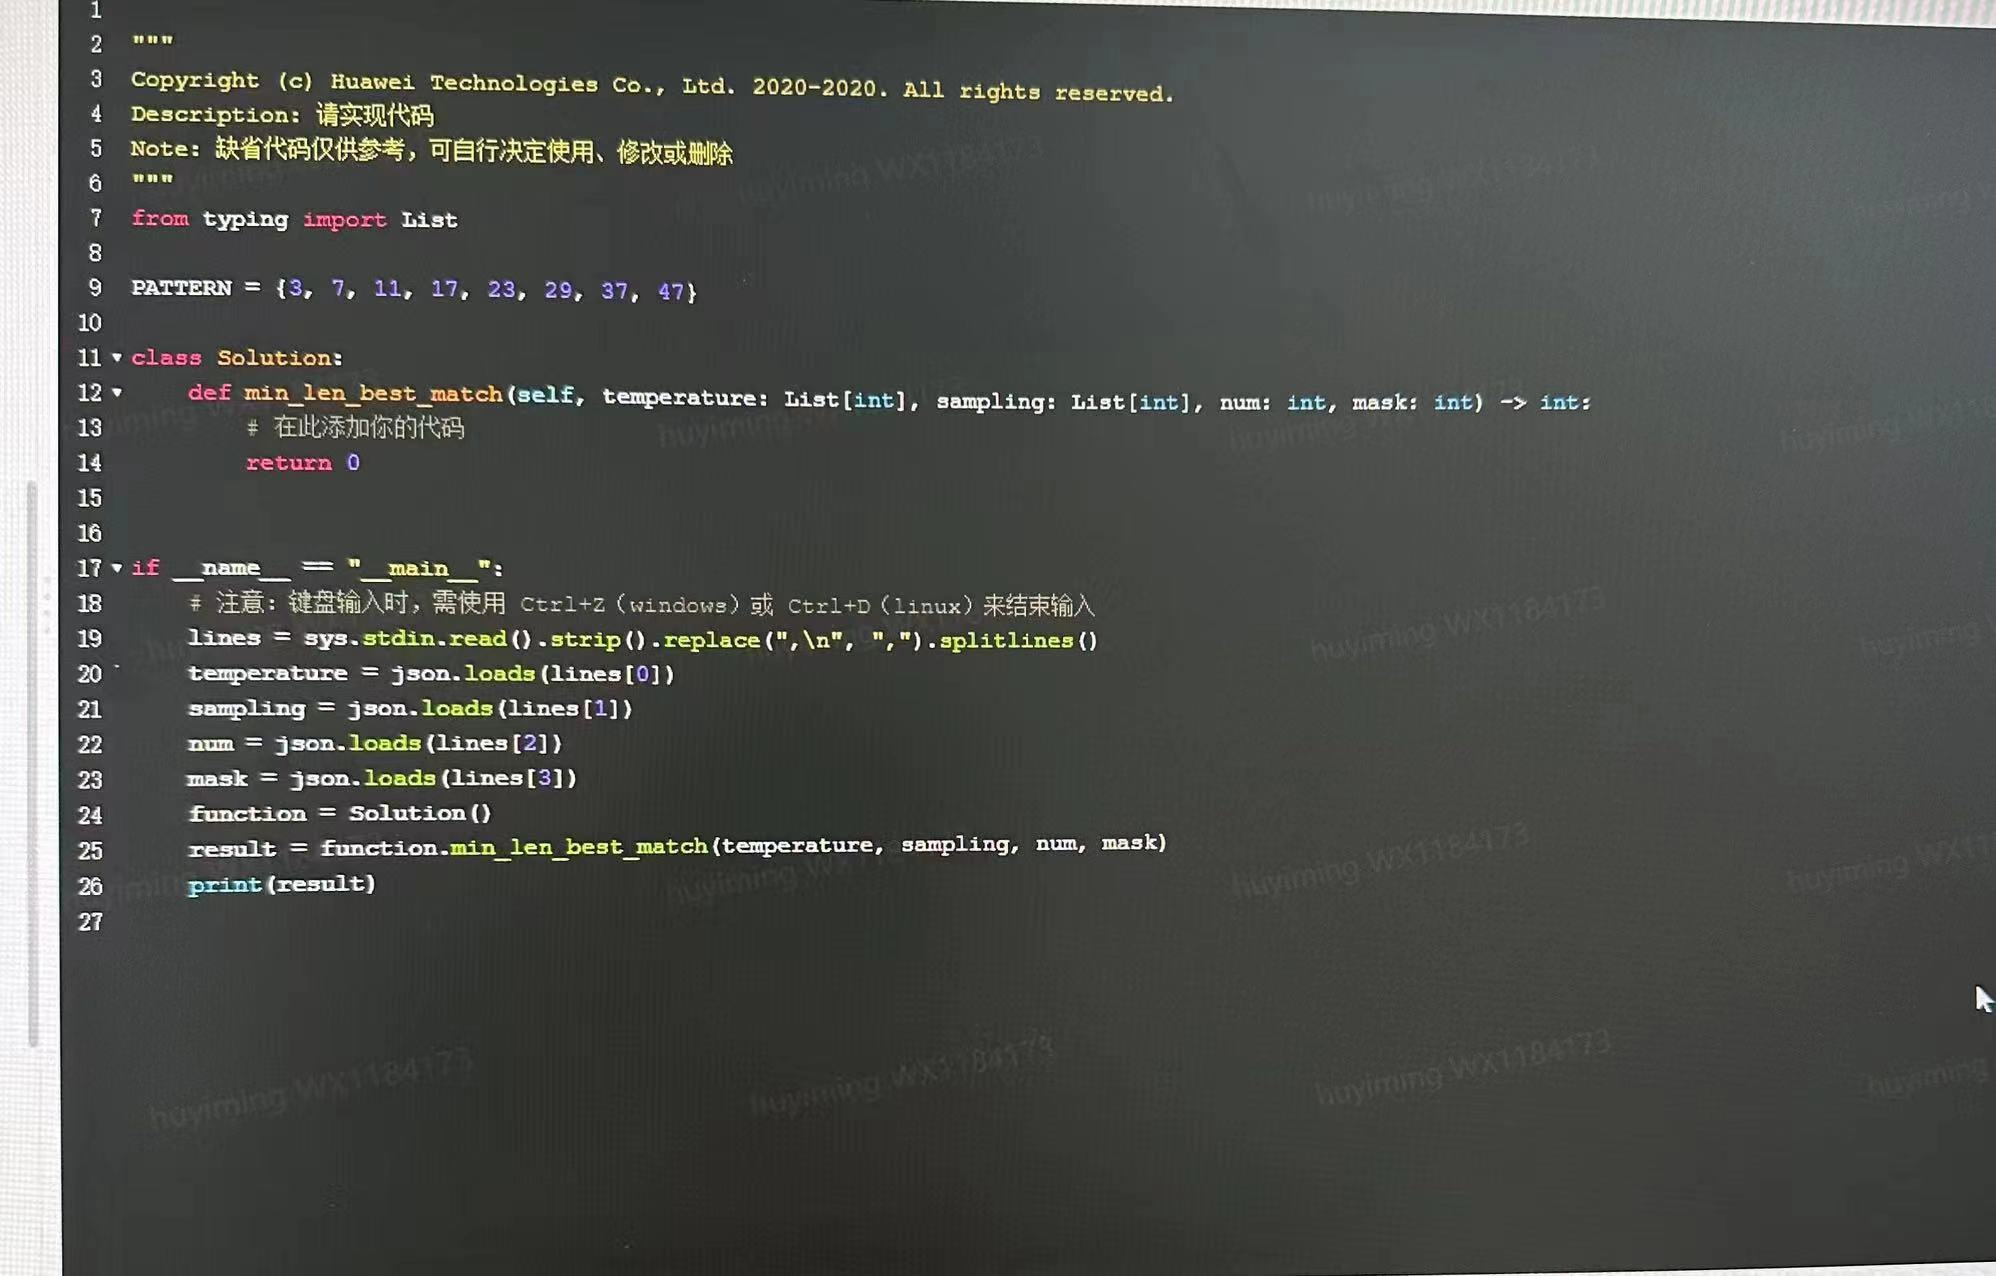 1
2 """
3 Copyright (c) Huawei Technologies Co., Ltd. 2020-2020. All rights reserved.
4 Description: 请实现代码
5 Note: 缺省代码仅供参考，可自行决定使用、修改或删除
6 """
7 from typing import List
8
9 PATTERN = {3, 7, 11, 17, 23, 29, 37, 47}
10
11 class Solution:
12     def min_len_best_match(self, temperature: List[int], sampling: List[int], num: int, mask: int) -> int:
13         # 在此添加你的代码
14         return 0
15
16
17 if __name__ == "__main__":
18     # 注意：键盘输入时，需使用 Ctrl+Z（windows）或 Ctrl+D（linux）来结束输入
19     lines = sys.stdin.read().strip().replace(",\n", ",").splitlines()
20     temperature = json.loads(lines[0])
21     sampling = json.loads(lines[1])
22     num = json.loads(lines[2])
23     mask = json.loads(lines[3])
24     function = Solution()
25     result = function.min_len_best_match(temperature, sampling, num, mask)
26     print(result)
27
huyiming WX1184173